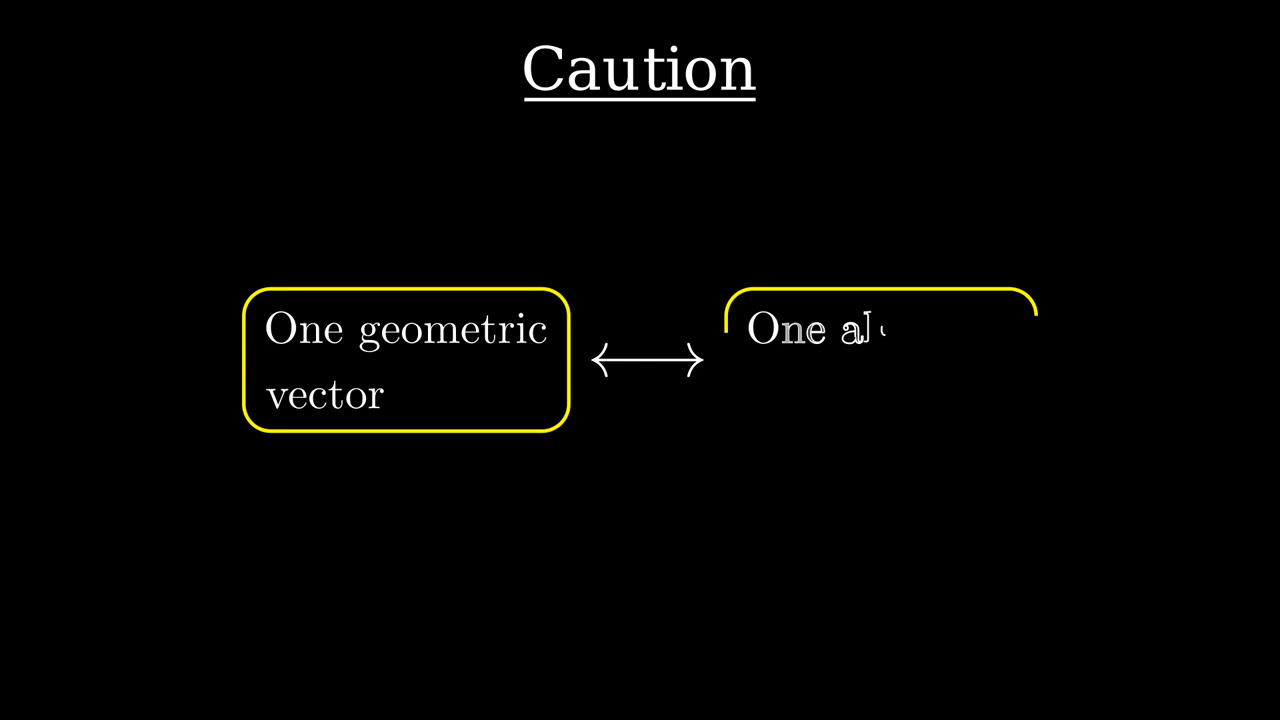 Caution
One geometric
vector
One